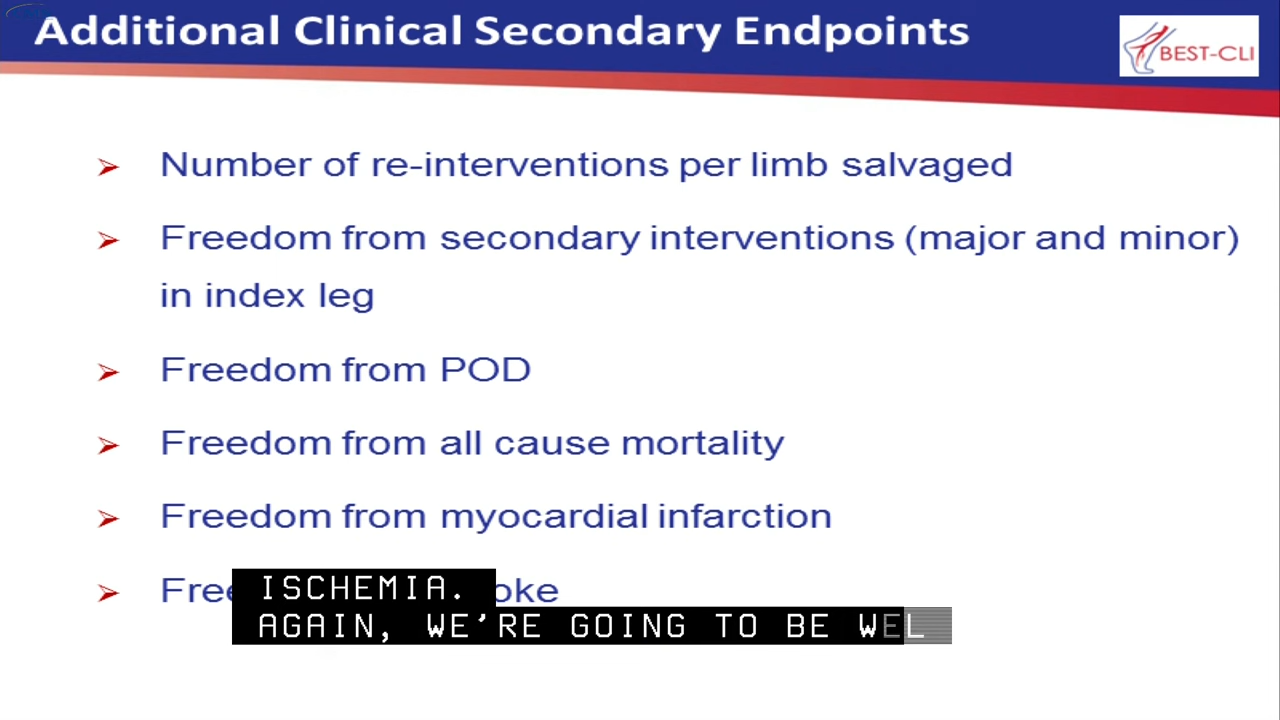 Additional Clinical Secondary Endpoints
BEST-CLI
Number of re-interventions per limb salvaged
Freedom from secondary interventions (major and minor)
in index leg
Freedom from POD
Freedom from all cause mortality
Freedom from myocardial infarction
ISCHEMIA.
AGAIN, WE'RE GOING TO BE WEL